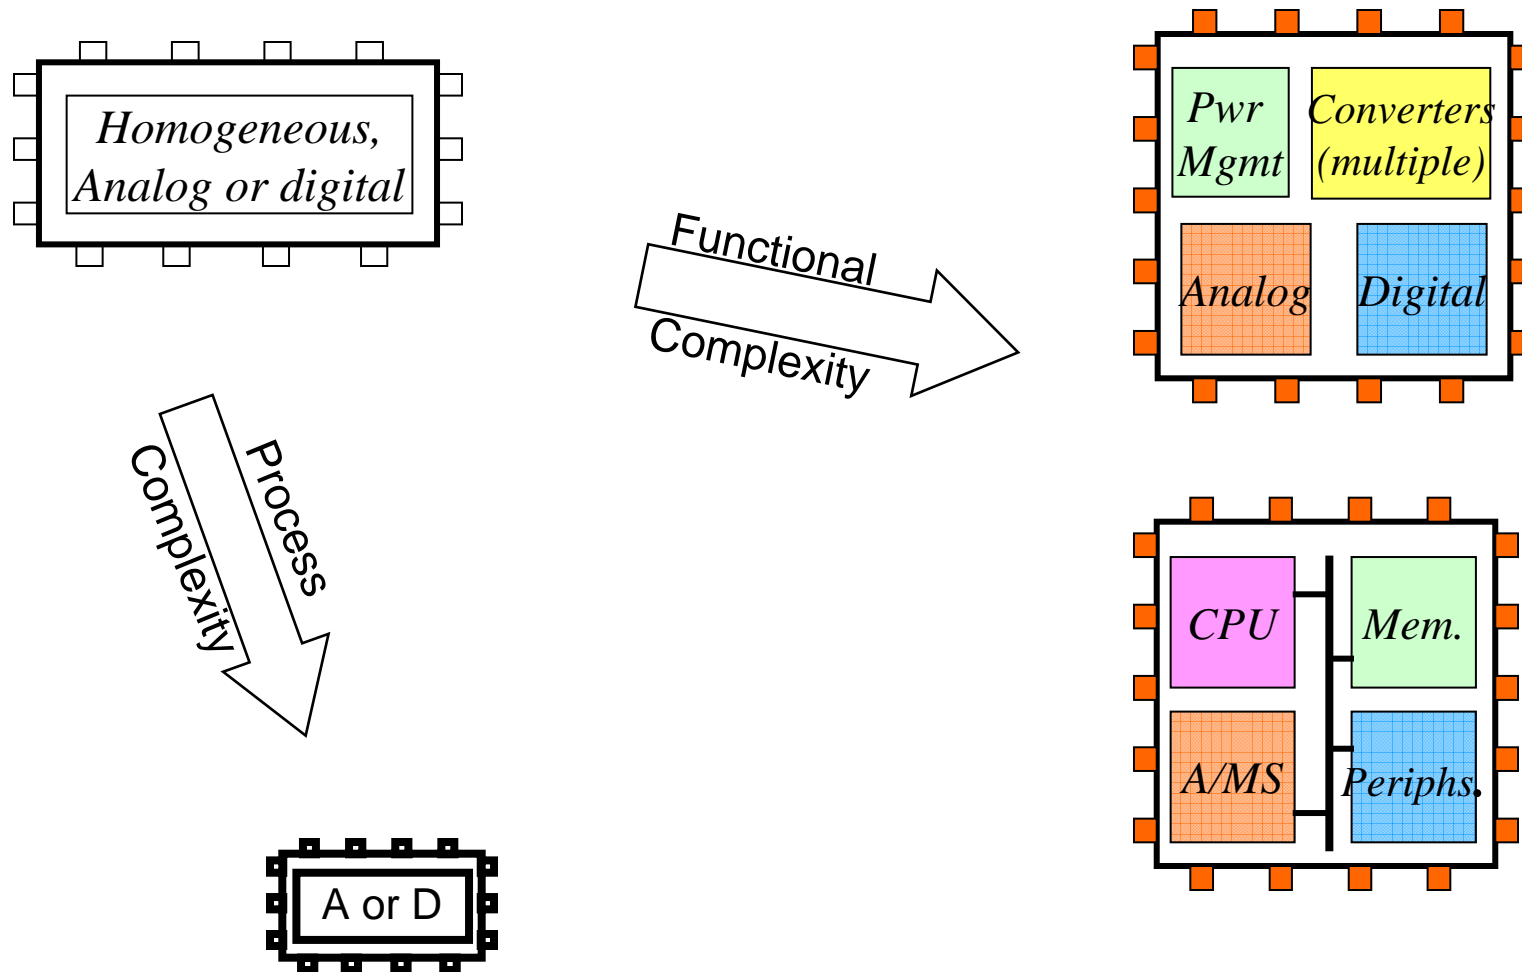 Homogeneous,
Analog or digital
Functional
Complexity
Pwr
Mgmt
Converters
(multiple)
Analog
Digital
Process
Complexity
CPU
Mem.
A/MS
Periphs.
A or D